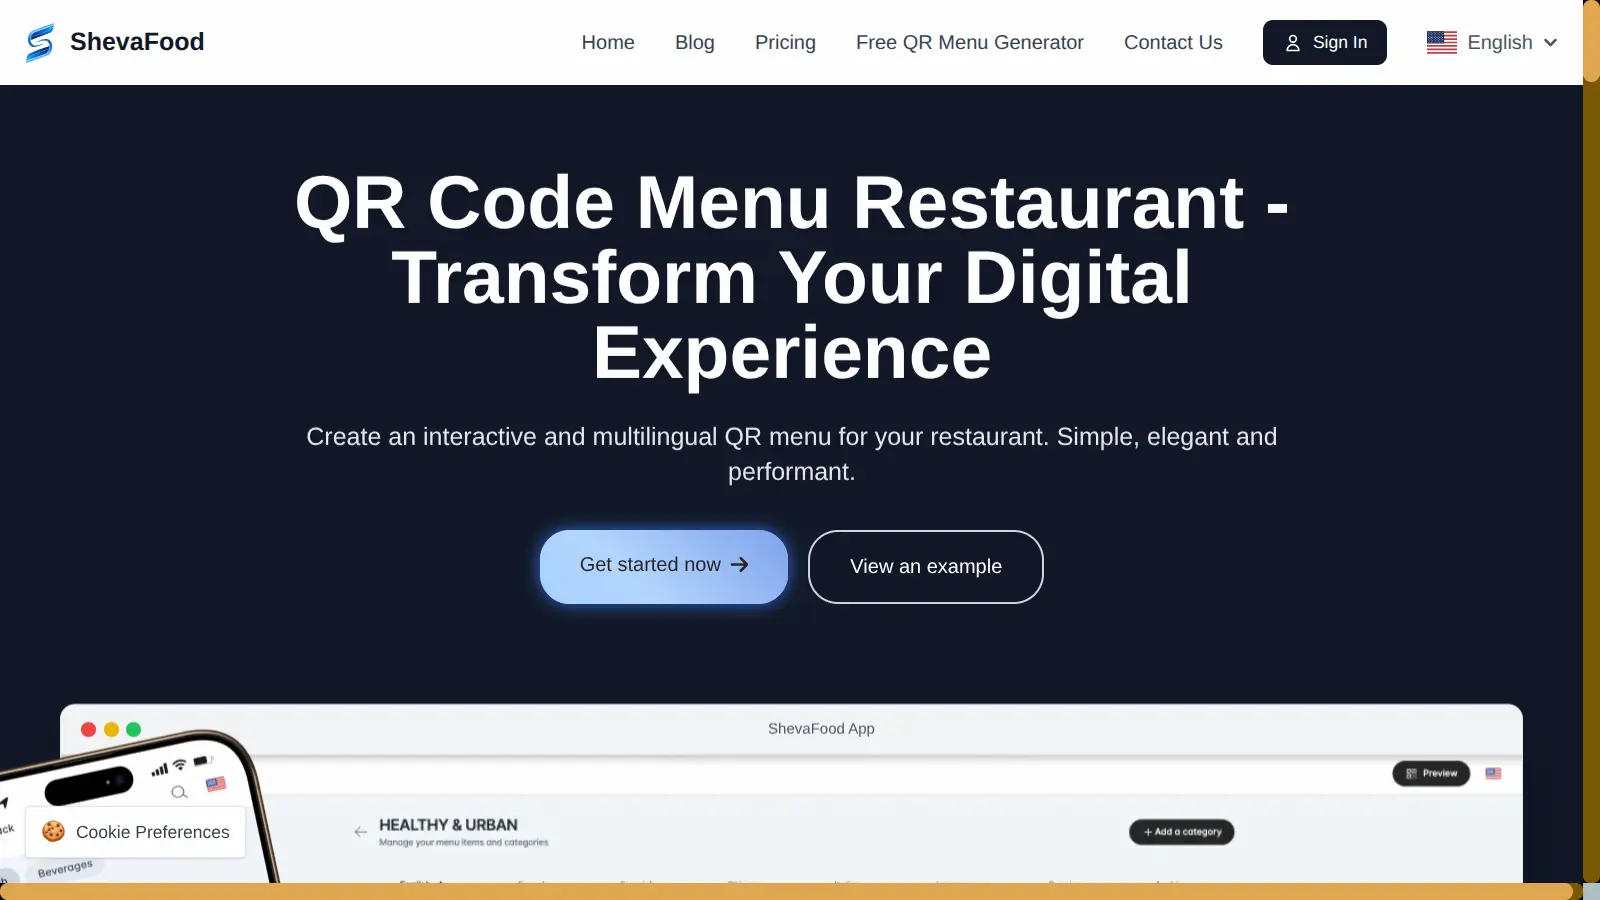 ShevaFood
Home
Blog
Pricing
Free QR Menu Generator
Contact Us
Sign In
English
QR Code Menu Restaurant -
Transform Your Digital
Experience
Create an interactive and multilingual QR menu for your restaurant. Simple, elegant and
performant.
Get started now
View an example
ShevaFood App
Preview
HEALTHY & URBAN
Manage your menu items and categories
+ Add a category
Cookie Preferences
Beverages